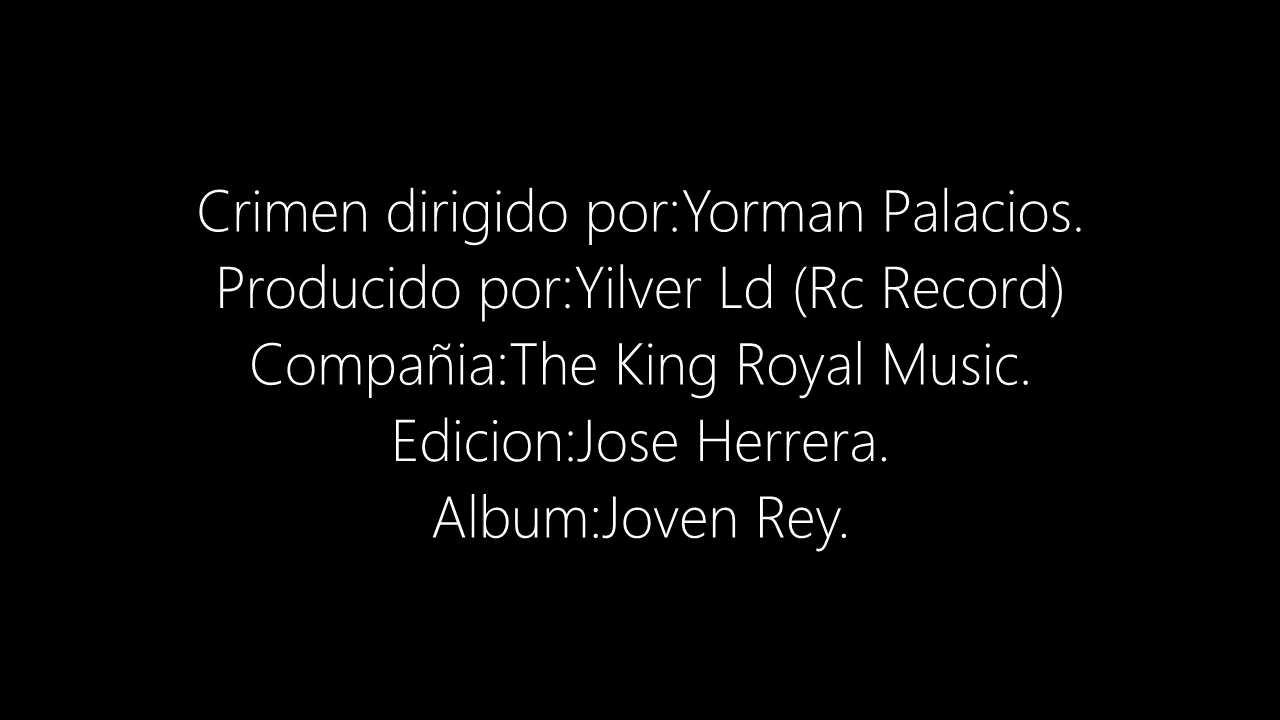 Crimen dirigido por:Yorman Palacios.
Producido por:Yilver Ld (Rc Record)
Compañia:The King Royal Music.
Edicion:Jose Herrera.
Album:Joven Rey.